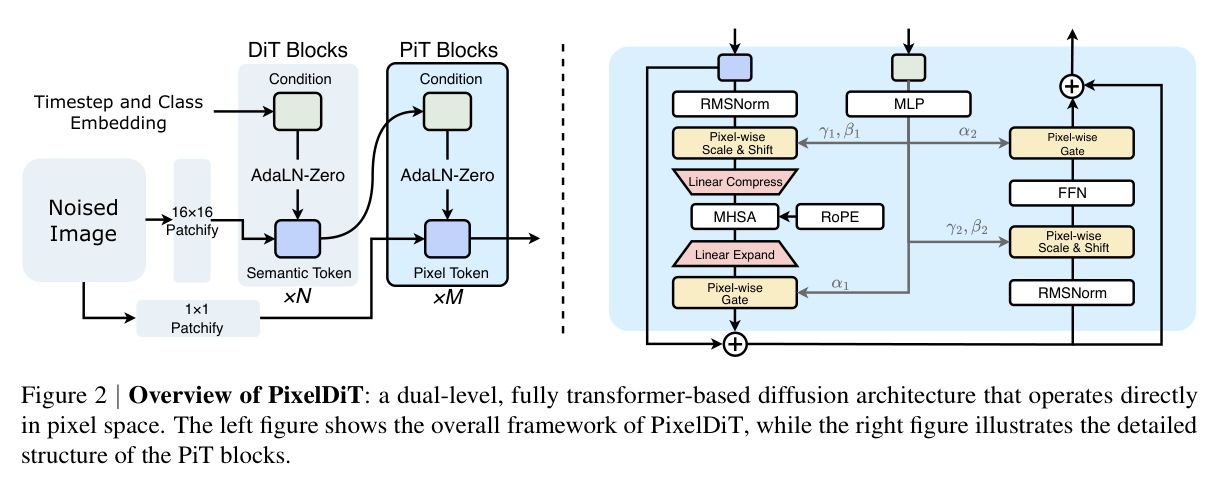 DiT Blocks
PiT Blocks
Condition
Condition
Timestep and Class
Embedding
AdaLN-Zero
AdaLN-Zero
Noised
Image
16×16
Patchify
Semantic Token
Pixel Token
×N
×M
1×1
Patchify
RMSNorm
Pixel-wise
Scale & Shift
Linear Compress
MHSA
RoPE
Linear Expand
Pixel-wise
Gate
MLP
γ₁, β₁
α₂
γ₂, β₂
α₁
Pixel-wise
Gate
FFN
Pixel-wise
Scale & Shift
RMSNorm
Figure 2 | Overview of PixelDiT: a dual-level, fully transformer-based diffusion architecture that operates directly
in pixel space. The left figure shows the overall framework of PixelDiT, while the right figure illustrates the detailed
structure of the PiT blocks.